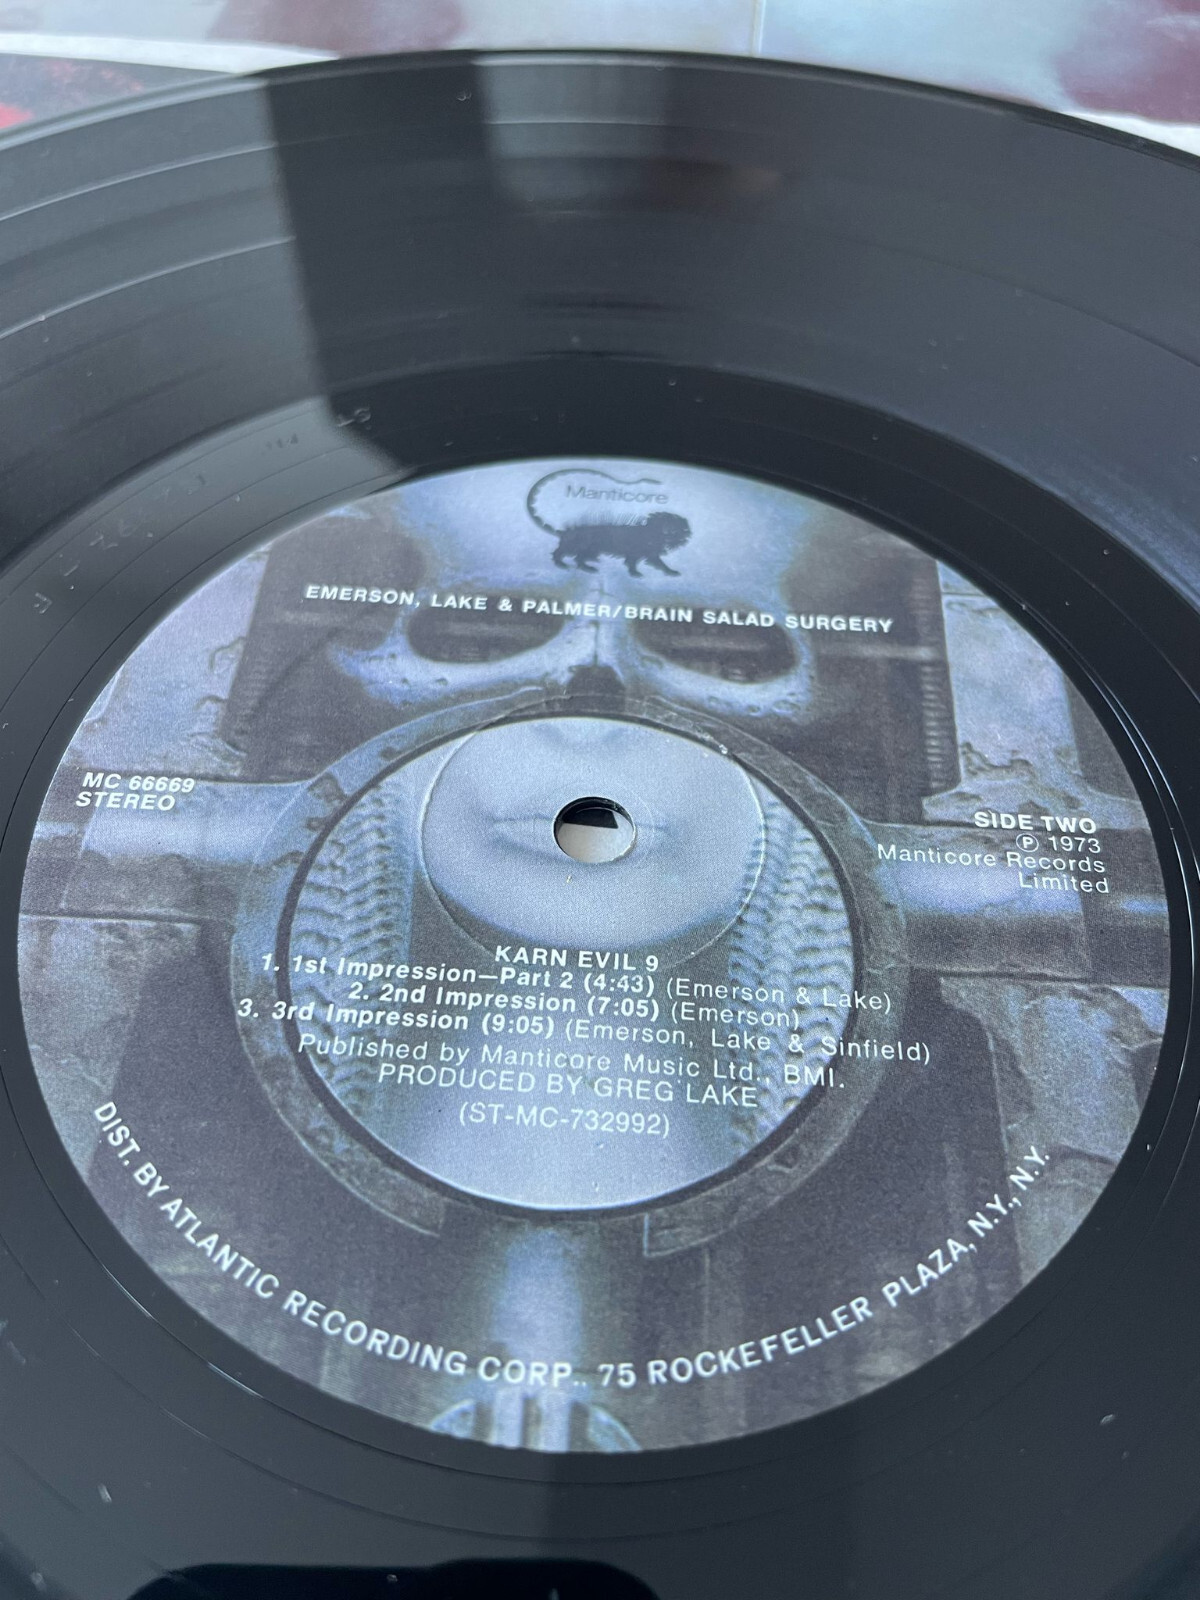 Manticore
EMERSON, LAKE & PALMER/BRAIN SALAD SURGERY
MC 66669
STEREO
SIDE TWO
℗ 1973
Manticore Records
Limited
KARN EVIL 9
1. 1st Impression—Part 2 (4:43) (Emerson & Lake)
2. 2nd Impression (7:05) (Emerson)
3. 3rd Impression (9:05) (Emerson, Lake & Sinfield)
Published by Manticore Music Ltd., BMI.
PRODUCED BY GREG LAKE
(ST-MC-732992)
DIST. BY ATLANTIC RECORDING CORP., 75 ROCKEFELLER PLAZA, N.Y., N.Y.